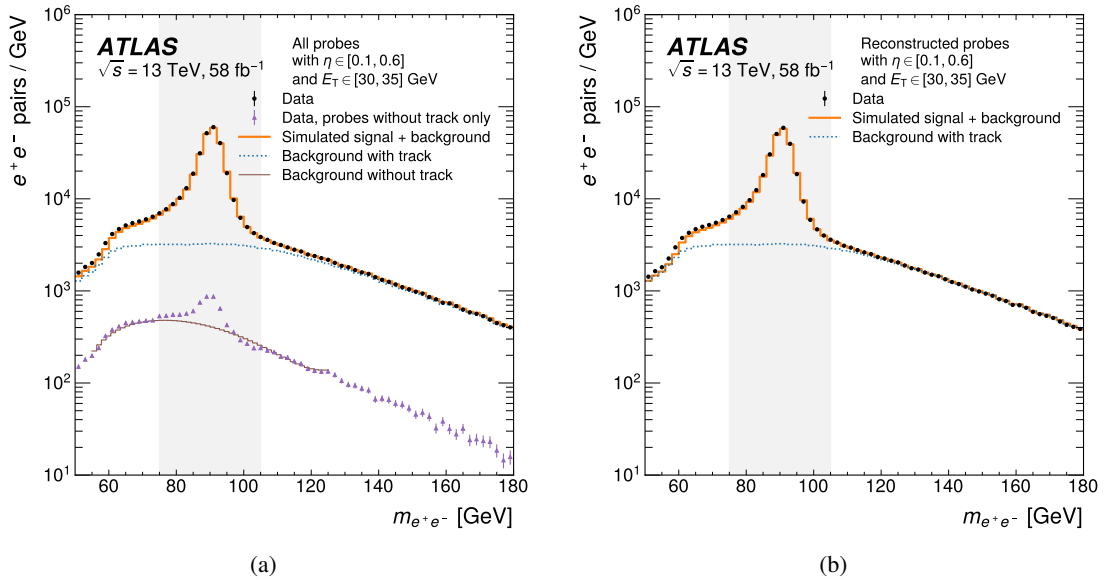 ATLAS
√s = 13 TeV, 58 fb⁻¹
All probes
with η ∈ [0.1, 0.6]
and E_T ∈ [30, 35] GeV
Data
Data, probes without track only
Simulated signal + background
Background with track
Background without track
e⁺e⁻ pairs / GeV
10⁶
10⁵
10⁴
10³
10²
10¹
60 80 100 120 140 160 180
m_e⁺e⁻ [GeV]
(a)
ATLAS
√s = 13 TeV, 58 fb⁻¹
Reconstructed probes
with η ∈ [0.1, 0.6]
and E_T ∈ [30, 35] GeV
Data
Simulated signal + background
Background with track
e⁺e⁻ pairs / GeV
10⁶
10⁵
10⁴
10³
10²
10¹
60 80 100 120 140 160 180
m_e⁺e⁻ [GeV]
(b)